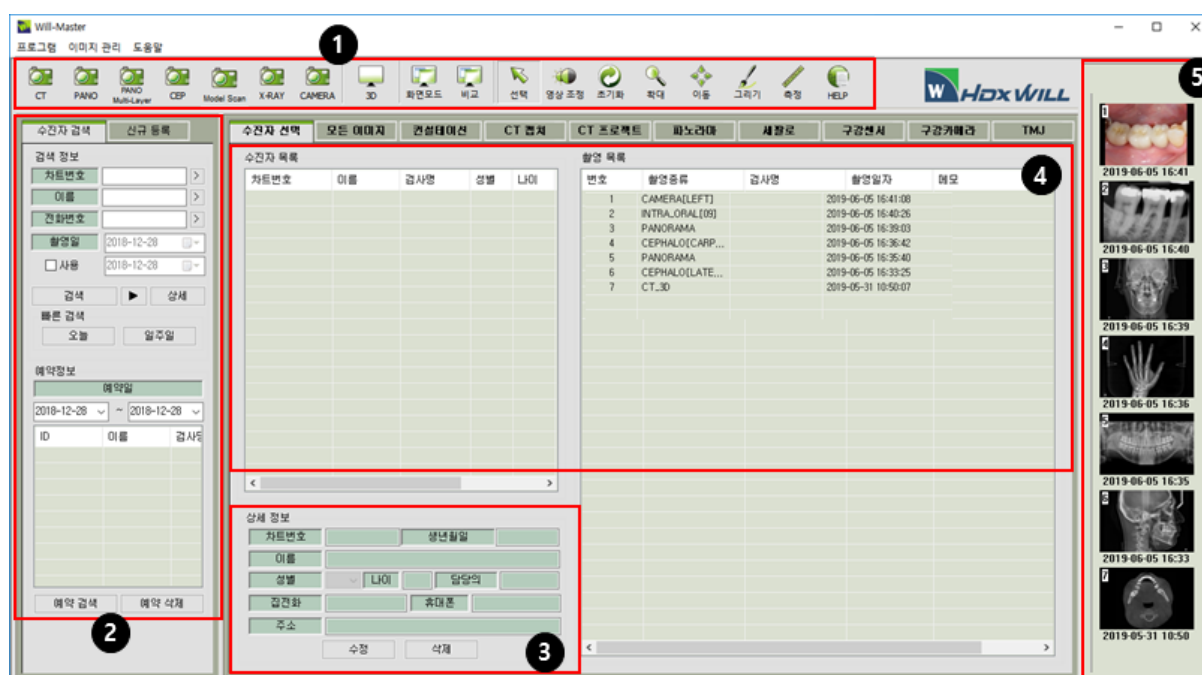 Will-Master
프로그램 이미지 관리 도움말
1
CT PANO PANO Multi-Layer CEP Model Scan X-RAY CAMERA 3D 화면모드 비교 선택 영상 조정 초기화 확대 이동 그리기 측정 HELP
W HDX WILL
5
수진자 검색 신규 등록
수진자 선택 모든 이미지 컨설테이션 CT 캡쳐 CT 프로젝트 파노라마 세팔로 구강센서 구강카메라 TMJ
검색 정보
차트번호 >
이름 >
전화번호 >
촬영일 2018-12-28
사용 2018-12-28
검색 ▶ 상세
빠른 검색
오늘 일주일
예약정보
예약일
2018-12-28 ~ 2018-12-28
ID 이름 검사명
예약 검색 예약 삭제
2
수진자 목록
차트번호 이름 검사명 성별 나이
촬영 목록
번호 촬영종류 검사명 촬영일자 메모
4
1 CAMERA[LEFT] 2019-06-05 16:41:08
2 INTRA_ORAL[09] 2019-06-05 16:40:26
3 PANORAMA 2019-06-05 16:39:03
4 CEPHALO[CARP... 2019-06-05 16:36:42
5 PANORAMA 2019-06-05 16:35:40
6 CEPHALO[LATE... 2019-06-05 16:33:25
7 CT_3D 2019-05-31 10:50:07
상세 정보
차트번호 생년월일
이름
성별 나이 담당의
집전화 휴대폰
주소
수정 삭제
3
1
2019-06-05 16:41
2
2019-06-05 16:40
3
2019-06-05 16:39
4
2019-06-05 16:36
5
2019-06-05 16:35
6
2019-06-05 16:33
7
2019-05-31 10:50